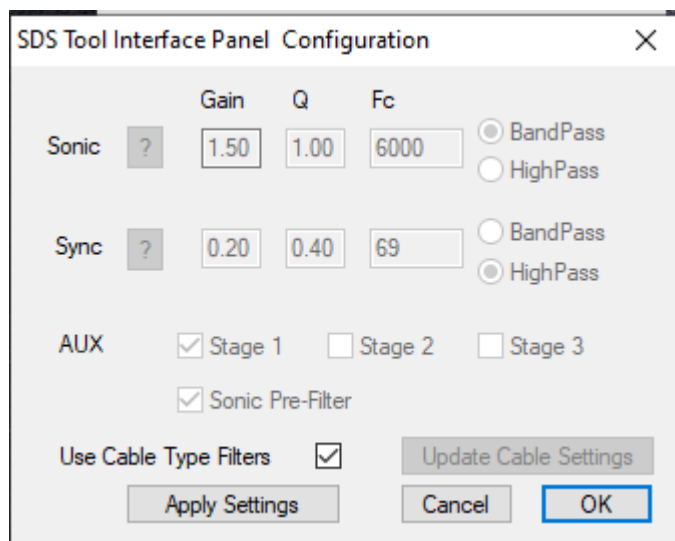 SDS Tool Interface Panel Configuration
Gain Q Fc
Sonic ? 1.50 1.00 6000 BandPass
HighPass
Sync ? 0.20 0.40 69 BandPass
HighPass
AUX Stage 1 Stage 2 Stage 3
Sonic Pre-Filter
Use Cable Type Filters Update Cable Settings
Apply Settings Cancel OK